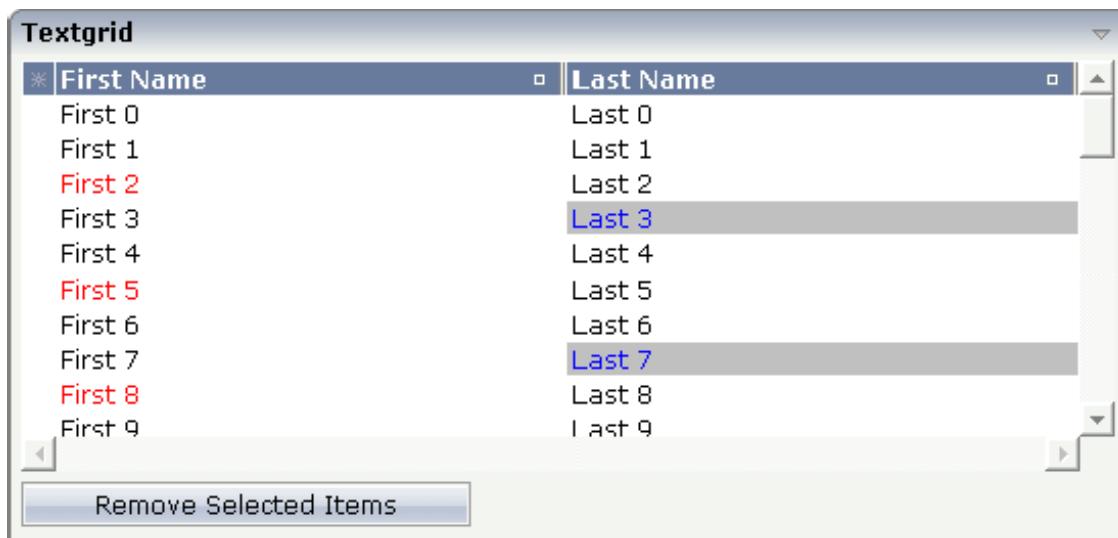 Textgrid
First Name Last Name
First 0 Last 0
First 1 Last 1
First 2 Last 2
First 3 Last 3
First 4 Last 4
First 5 Last 5
First 6 Last 6
First 7 Last 7
First 8 Last 8
First 9 Last 9
Remove Selected Items